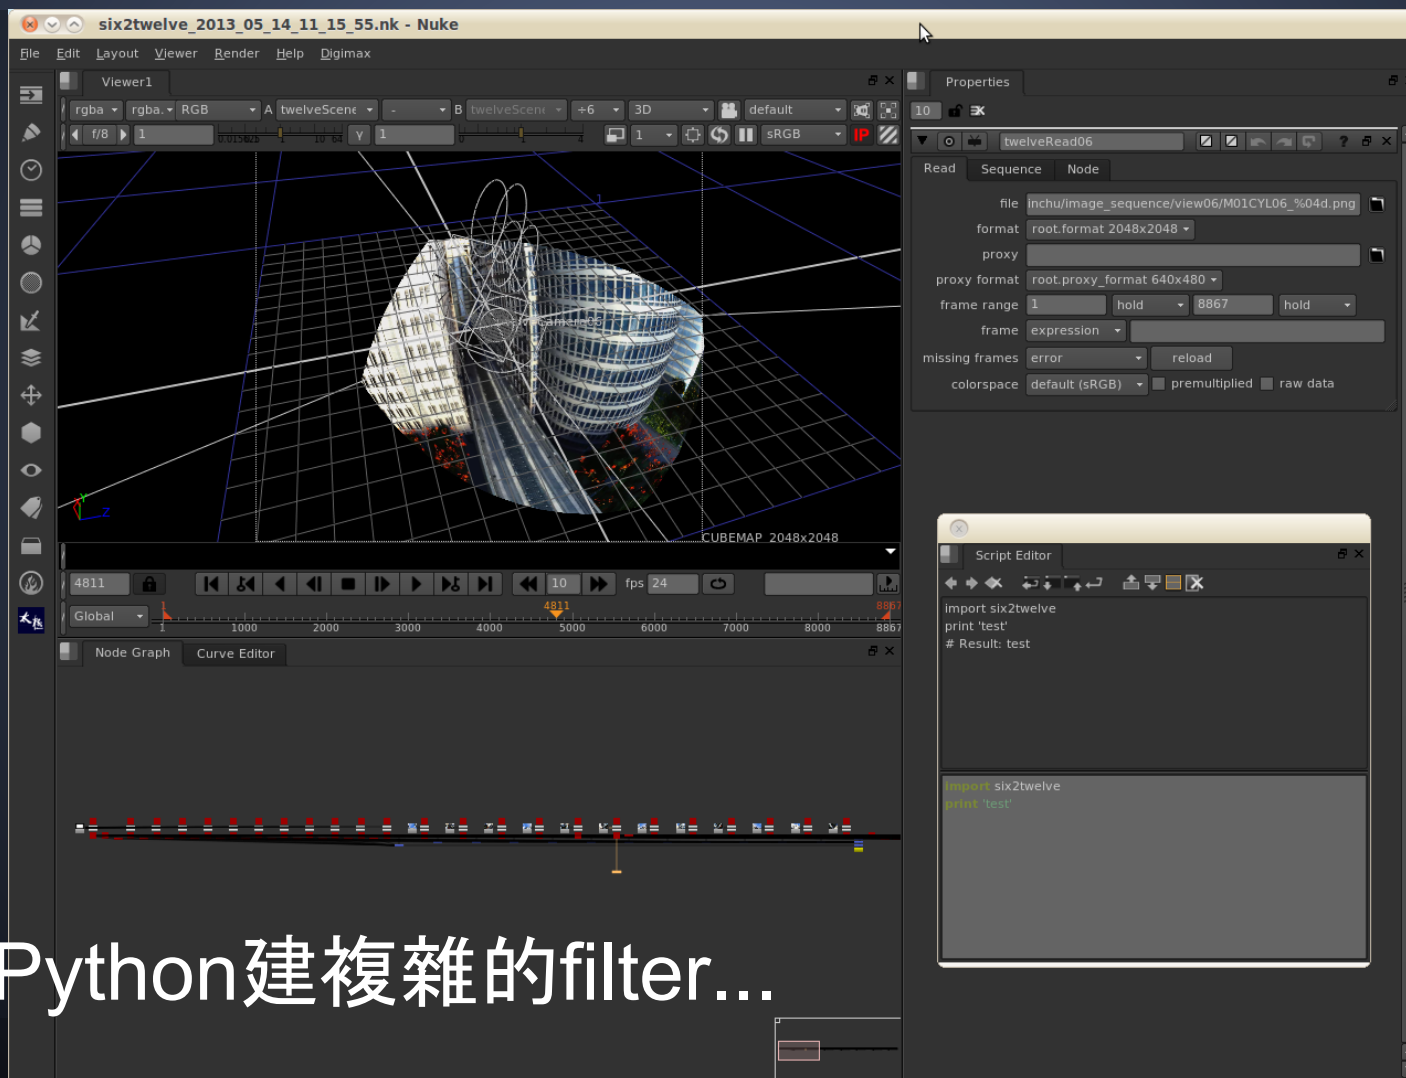 six2twelve_2013_05_14_11_15_55.nk - Nuke
File Edit Layout Viewer Render Help Digimax
Viewer1
rgba rgba. RGB A twelveScene - B twelveScene ÷6 3D default
f/8 1 Y 1 1 sRGB IP
1
CUBEMAP 2048x2048
4811 10 fps 24
Global
1 4811 8867
1 1000 2000 3000 4000 5000 6000 7000 8000 8867
Node Graph Curve Editor
Properties
10
twelveRead06
Read Sequence Node
file inchu/image_sequence/view06/M01CYL06_%04d.png
format root.format 2048x2048
proxy
proxy format root.proxy_format 640x480
frame range 1 hold 8867 hold
frame expression
missing frames error reload
colorspace default (sRGB) premultiplied raw data
Script Editor
import six2twelve
print 'test'
# Result: test
import six2twelve
print 'test'
Python建複雜的filter...